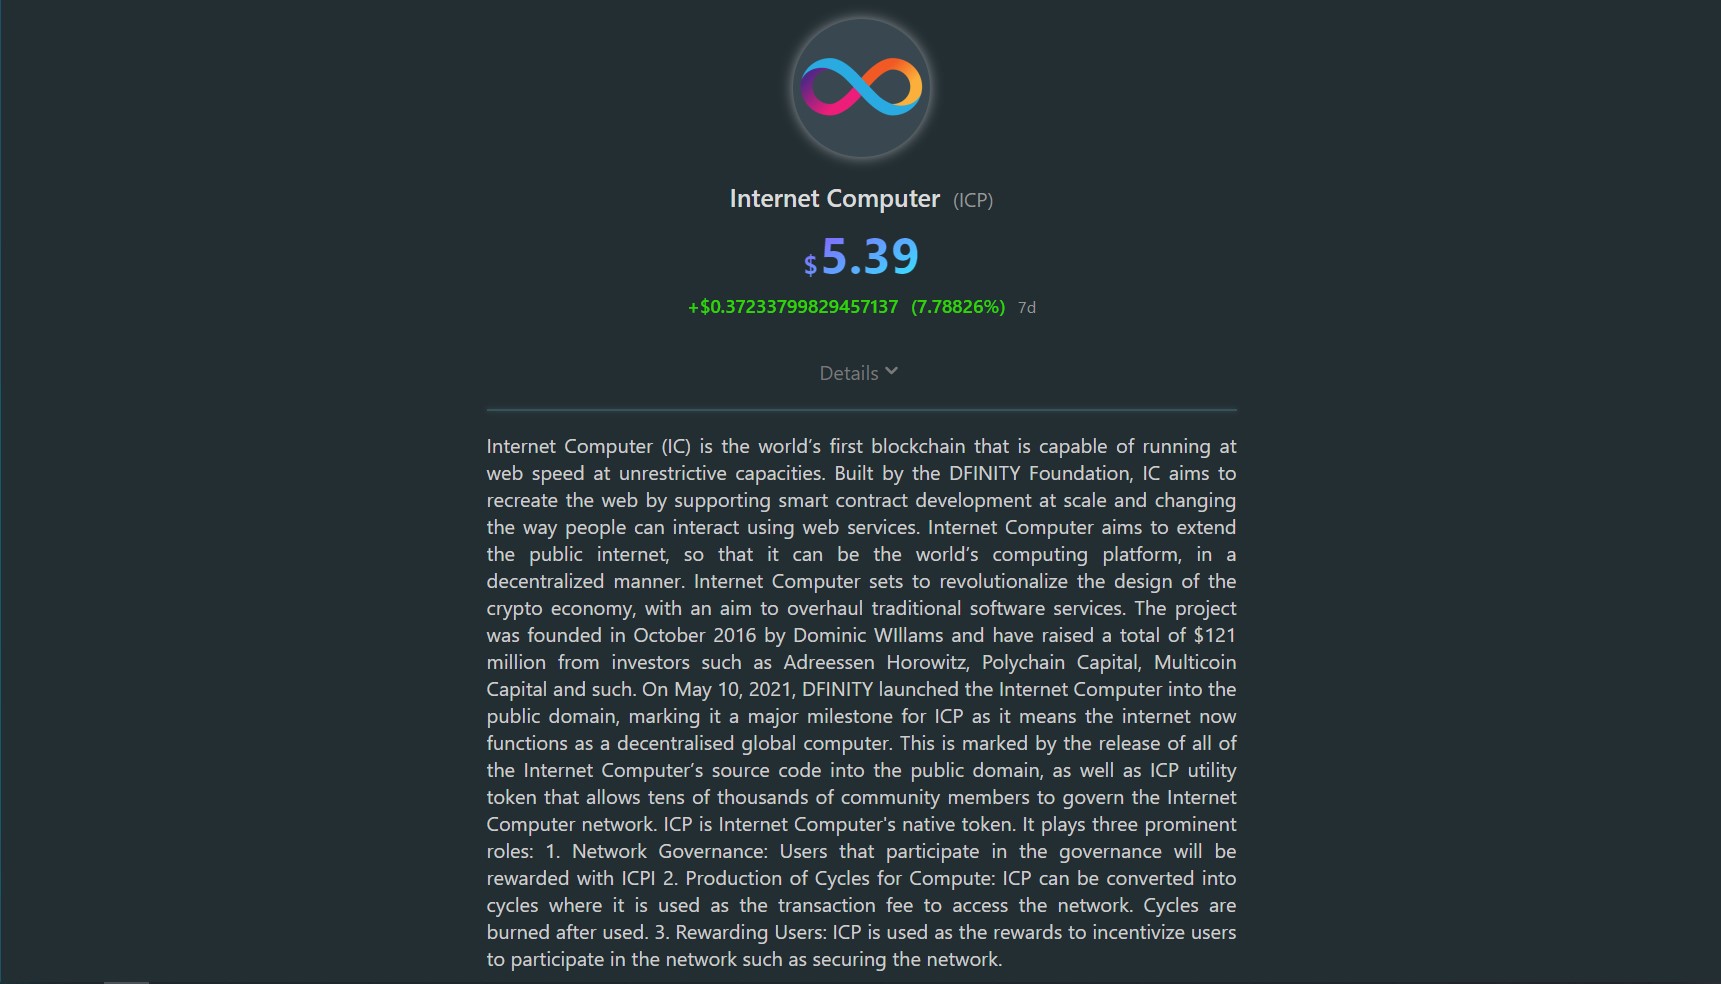 Internet Computer (ICP)
$5.39
+$0.37233799829457137 (7.78826%) 7d
Details
Internet Computer (IC) is the world’s first blockchain that is capable of running at
web speed at unrestrictive capacities. Built by the DFINITY Foundation, IC aims to
recreate the web by supporting smart contract development at scale and changing
the way people can interact using web services. Internet Computer aims to extend
the public internet, so that it can be the world’s computing platform, in a
decentralized manner. Internet Computer sets to revolutionalize the design of the
crypto economy, with an aim to overhaul traditional software services. The project
was founded in October 2016 by Dominic WIllams and have raised a total of $121
million from investors such as Adreessen Horowitz, Polychain Capital, Multicoin
Capital and such. On May 10, 2021, DFINITY launched the Internet Computer into the
public domain, marking it a major milestone for ICP as it means the internet now
functions as a decentralised global computer. This is marked by the release of all of
the Internet Computer’s source code into the public domain, as well as ICP utility
token that allows tens of thousands of community members to govern the Internet
Computer network. ICP is Internet Computer's native token. It plays three prominent
roles: 1. Network Governance: Users that participate in the governance will be
rewarded with ICPI 2. Production of Cycles for Compute: ICP can be converted into
cycles where it is used as the transaction fee to access the network. Cycles are
burned after used. 3. Rewarding Users: ICP is used as the rewards to incentivize users
to participate in the network such as securing the network.